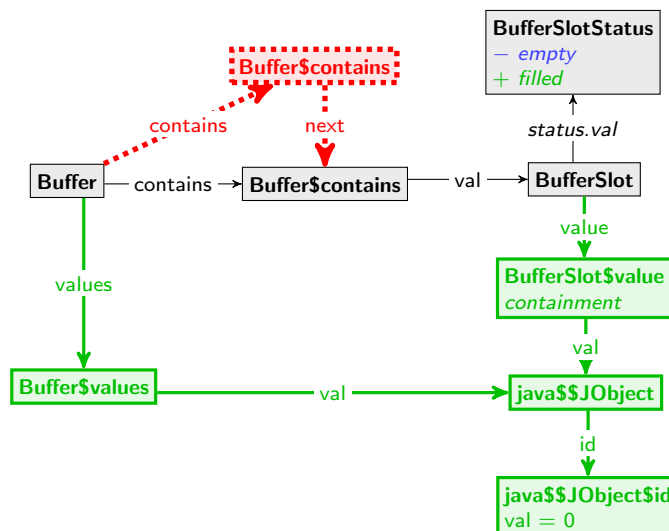 BufferSlotStatus
− empty
+ filled
Buffer$contains
contains
next
status.val
Buffer
contains
Buffer$contains
val
BufferSlot
values
value
BufferSlot$value
containment
val
Buffer$values
val
java$$JObject
id
java$$JObject$id
val = 0